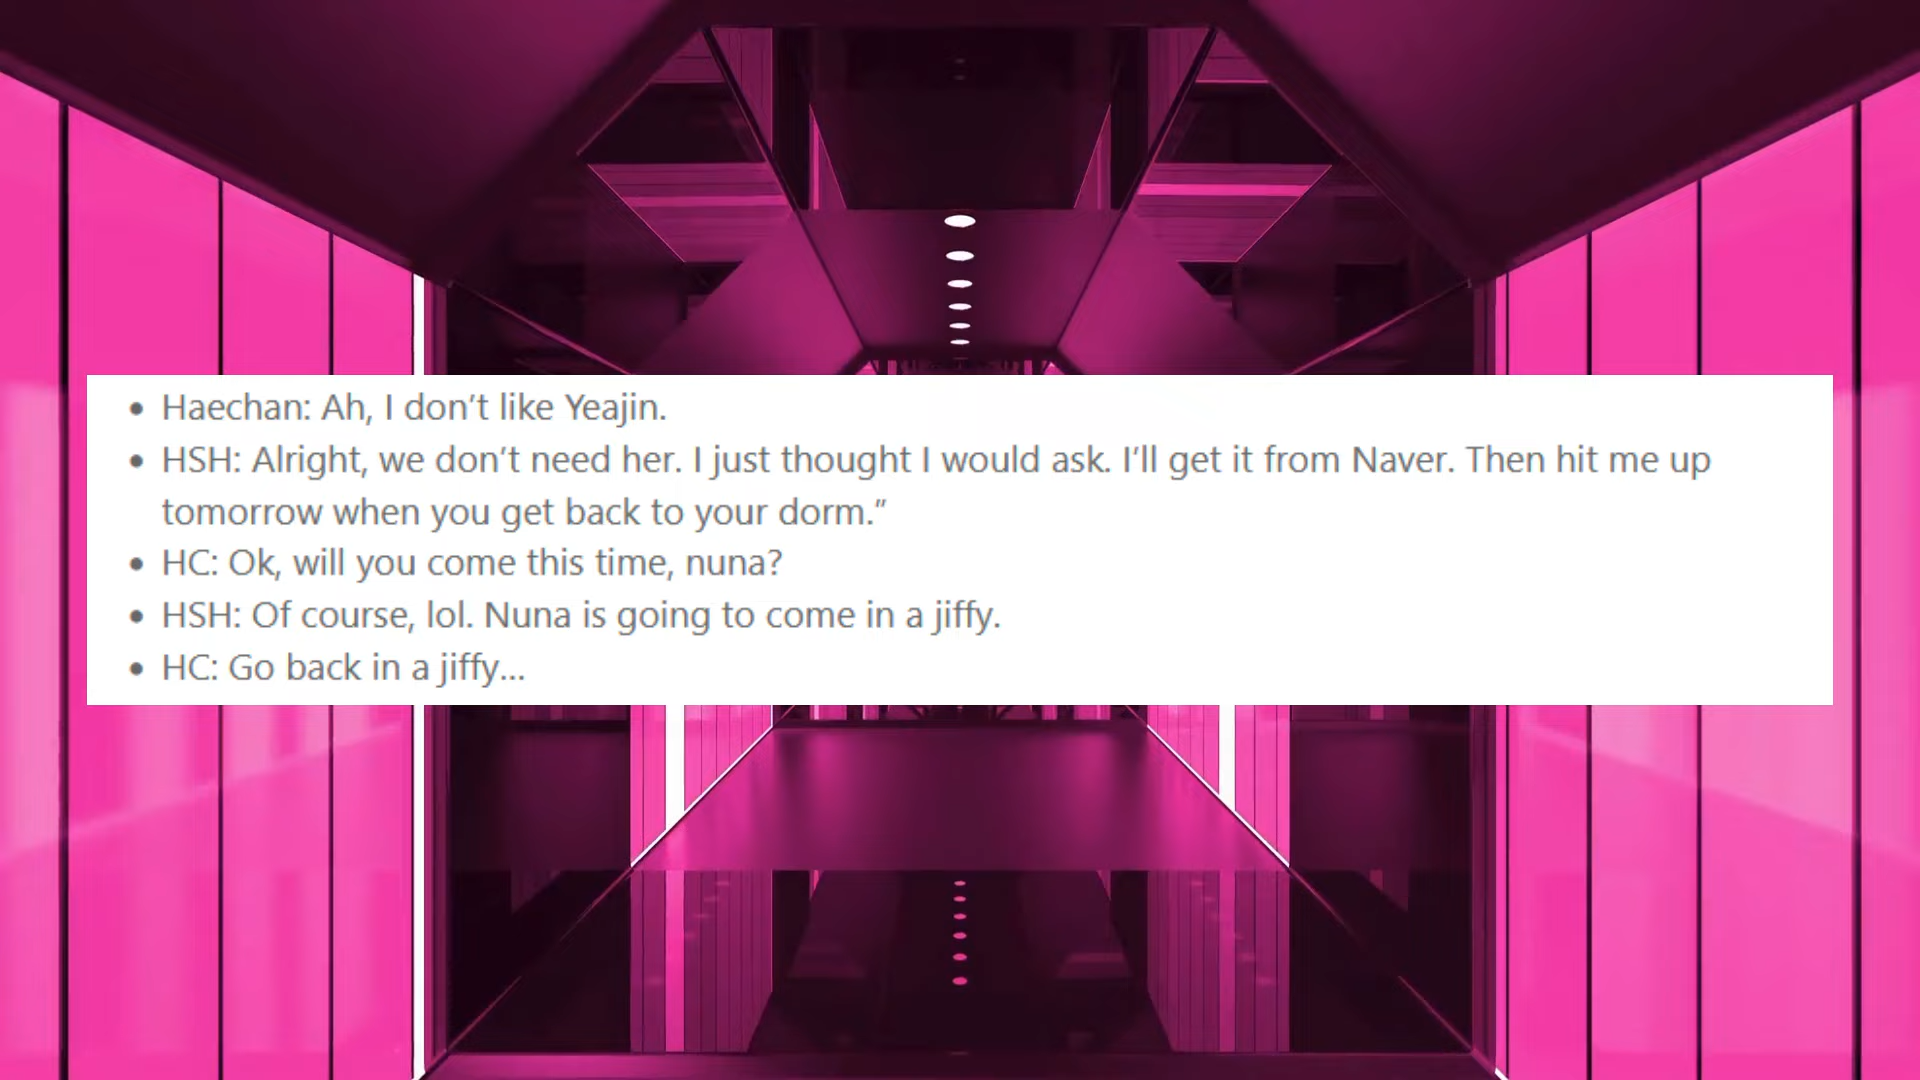 • Haechan: Ah, I don’t like Yeajin.
• HSH: Alright, we don’t need her. I just thought I would ask. I’ll get it from Naver. Then hit me up
tomorrow when you get back to your dorm.”
• HC: Ok, will you come this time, nuna?
• HSH: Of course, lol. Nuna is going to come in a jiffy.
• HC: Go back in a jiffy…